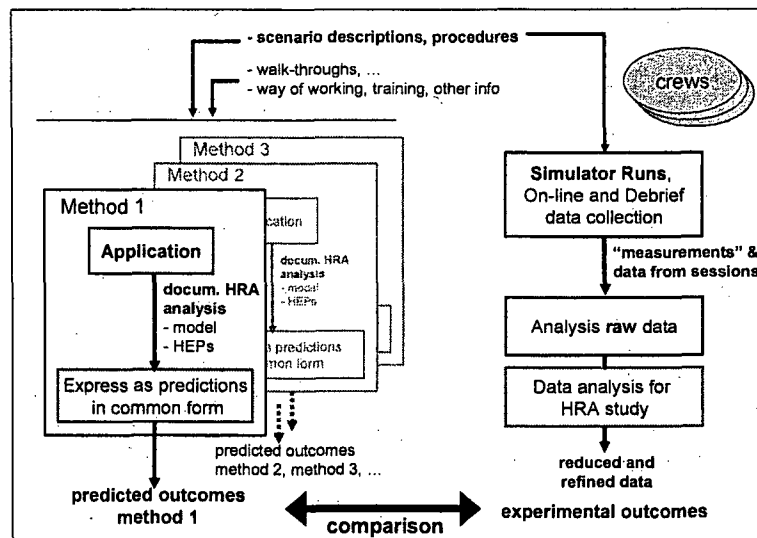 - scenario descriptions, procedures
- walk-throughs, ...
- way of working, training, other info
crews
Method 3
Method 2
Method 1
Application
docum. HRA
analysis
- model
- HEPs
Express as predictions
in common form
predicted outcomes
method 1
docum. HRA
analysis
- model
- HEPs
predictions
predicted outcomes
method 2, method 3, ...
Simulator Runs,
On-line and Debrief
data collection
"measurements" &
data from sessions
Analysis raw data
Data analysis for
HRA study
reduced and
refined data
experimental outcomes
comparison